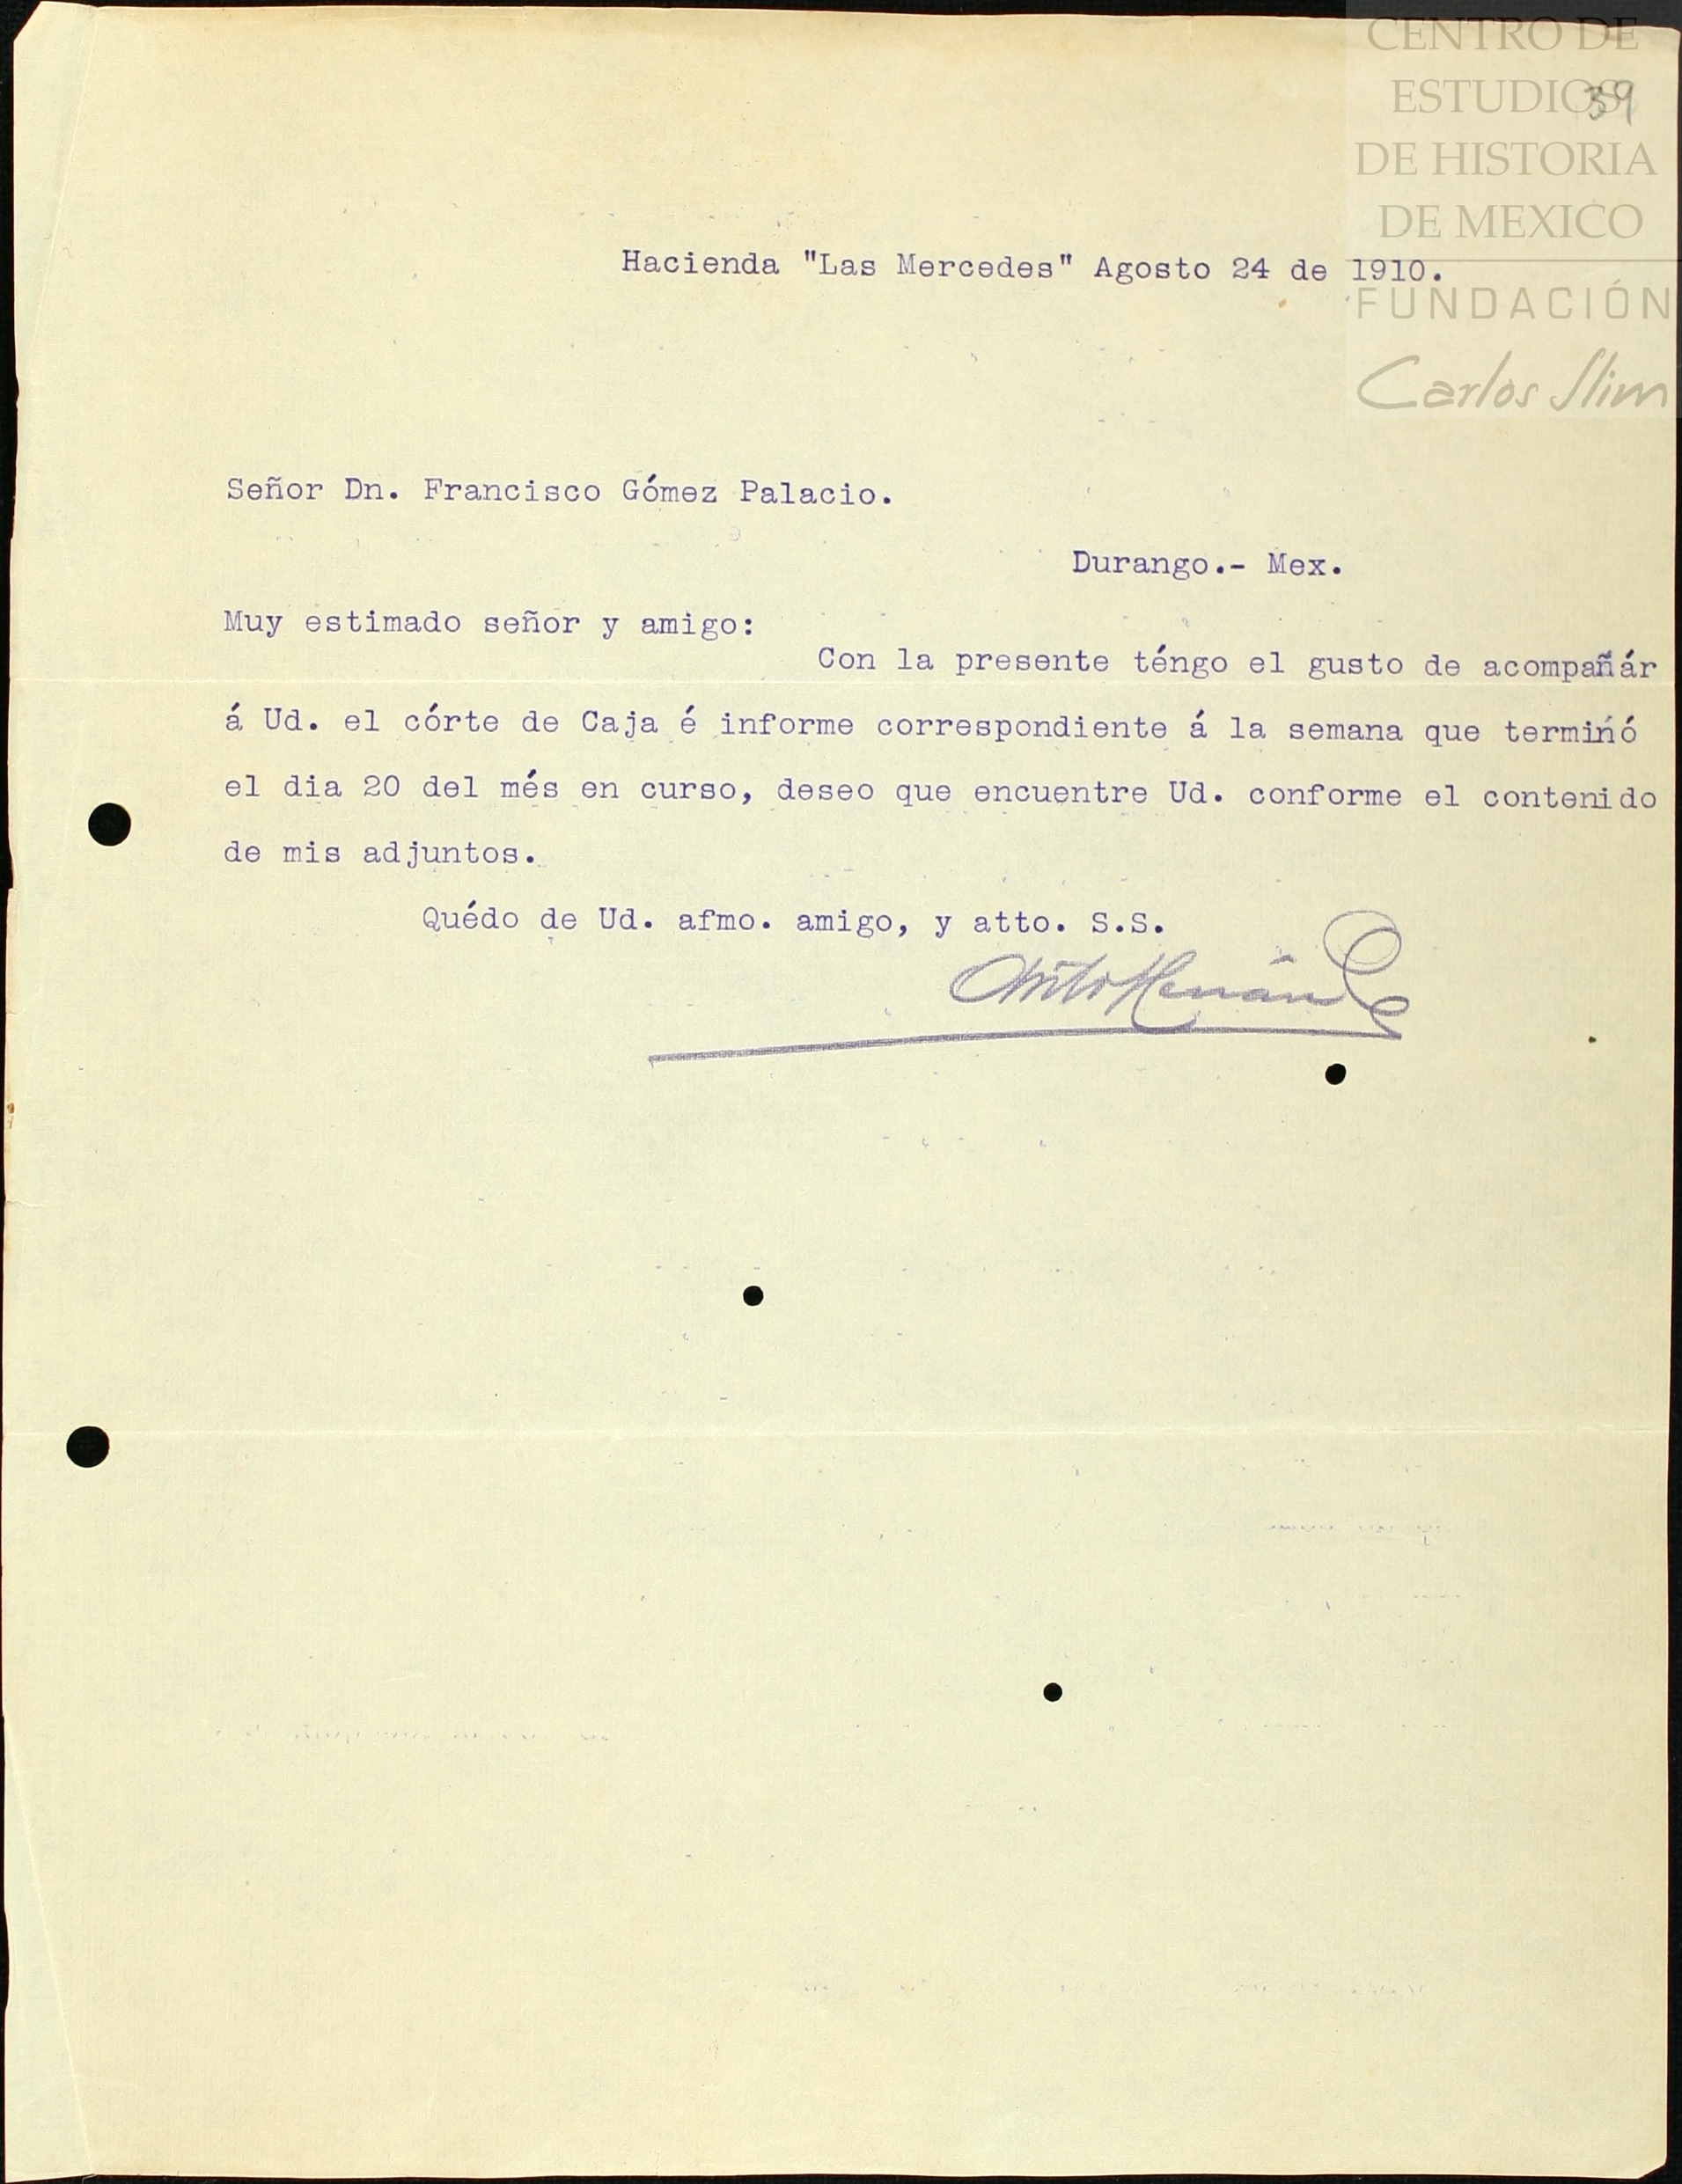 CENTRO DE
ESTUDIOS
39
DE HISTORIA
DE MEXICO
Hacienda "Las Mercedes" Agosto 24 de 1910.
FUNDACIÓN
Carlos Slim
Señor Dn. Francisco Gómez Palacio.
Durango.- Mex.
Muy estimado señor y amigo:
Con la presente téngo el gusto de acompañár
á Ud. el córte de Caja é informe correspondiente á la semana que terminó
el dia 20 del més en curso, deseo que encuentre Ud. conforme el contenido
de mis adjuntos.
Quédo de Ud. afmo. amigo, y atto. S.S.